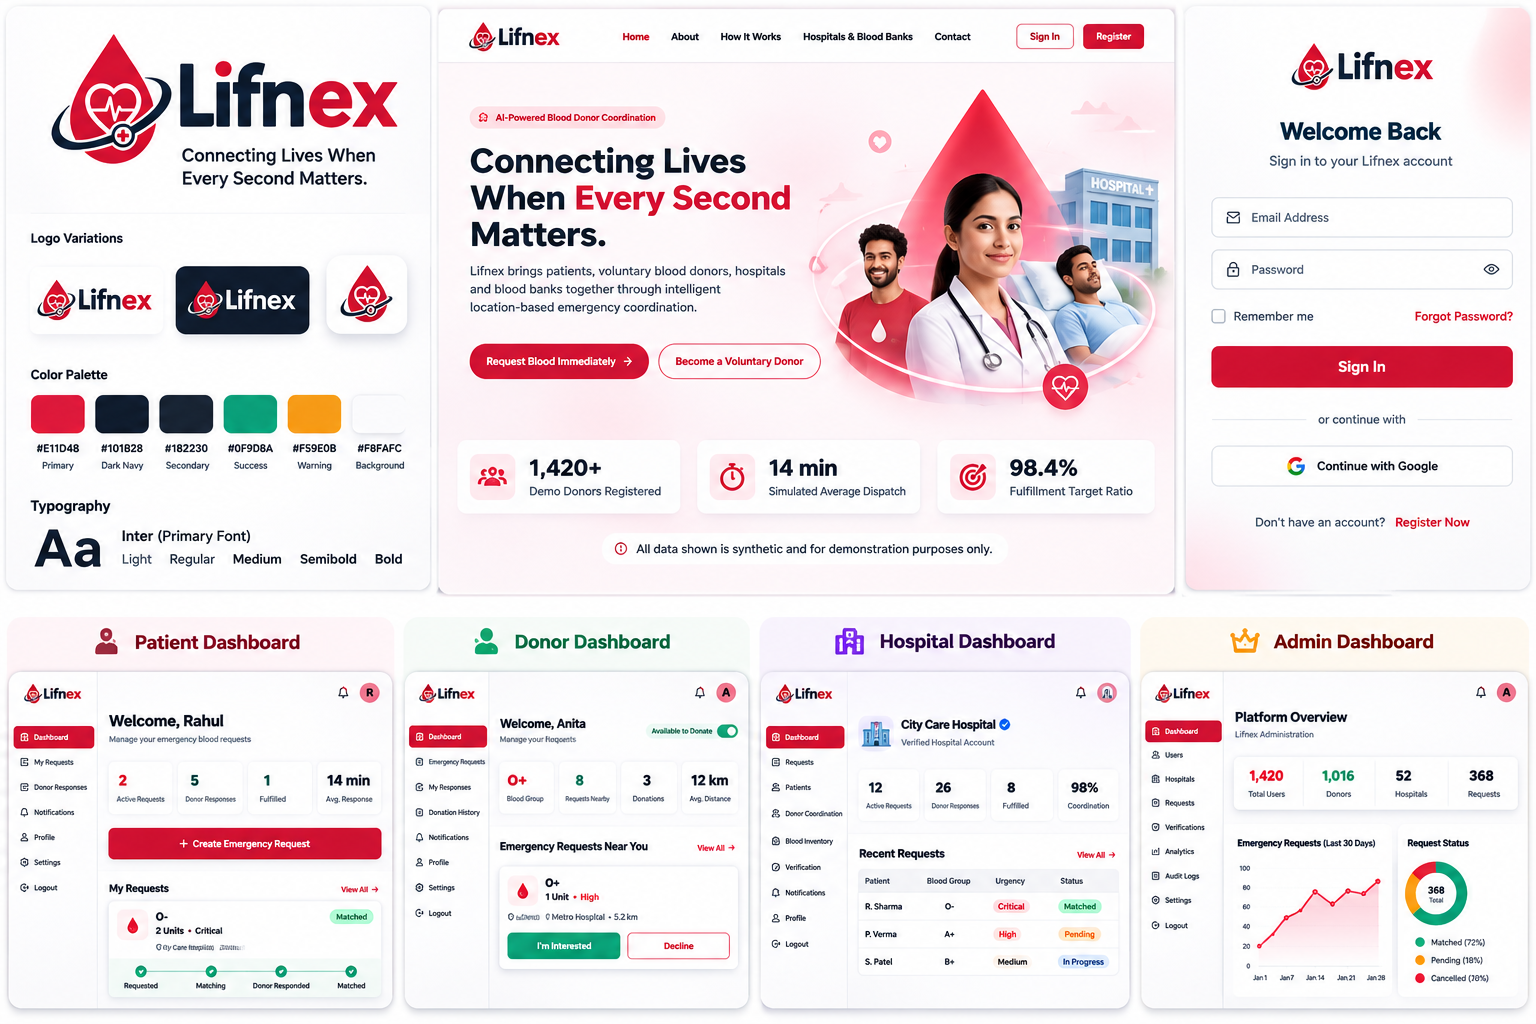 Lifnex
Connecting Lives When
Every Second Matters.
Logo Variations
Lifnex
Lifnex
Color Palette
#E11D48
#101B28
#182230
#0F9D8A
#F59E0B
#F8FAFC
Primary
Dark Navy
Secondary
Success
Warning
Background
Typography
Aa
Inter (Primary Font)
Light Regular Medium Semibold Bold
Lifnex
Home
About
How It Works
Hospitals & Blood Banks
Contact
Sign In
Register
AI-Powered Blood Donor Coordination
Connecting Lives
When Every Second
Matters.
Lifnex brings patients, voluntary blood donors, hospitals
and blood banks together through intelligent
location-based emergency coordination.
Request Blood Immediately →
Become a Voluntary Donor
HOSPITAL +
1,420+
Demo Donors Registered
14 min
Simulated Average Dispatch
98.4%
Fulfillment Target Ratio
All data shown is synthetic and for demonstration purposes only.
Lifnex
Welcome Back
Sign in to your Lifnex account
Email Address
Password
Remember me
Forgot Password?
Sign In
or continue with
Continue with Google
Don't have an account? Register Now
Patient Dashboard
Lifnex
R
Dashboard
My Requests
Donor Responses
Notifications
Profile
Settings
Logout
Welcome, Rahul
Manage your emergency blood requests
2
Active Requests
5
Donor Responses
1
Fulfilled
14 min
Avg. Response
+ Create Emergency Request
My Requests
View All →
O-
2 Units • Critical
Matched
City Care Hospital
Requested
Matching
Donor Responded
Matched
Donor Dashboard
Lifnex
A
Dashboard
Emergency Requests
My Responses
Donation History
Notifications
Profile
Settings
Logout
Welcome, Anita
Manage your Requents
Available to Donate
O+
Blood Group
8
Requests Nearby
3
Donations
12 km
Avg. Distance
Emergency Requests Near You
View All →
O+
1 Unit • High
Metro Hospital • 5.2 km
I'm Interested
Decline
Hospital Dashboard
Lifnex
Dashboard
Requests
Patients
Donor Coordination
Blood Inventory
Verification
Notifications
Profile
Logout
City Care Hospital
Verified Hospital Account
12
Active Requests
26
Donor Responses
8
Fulfilled
98%
Coordination
Recent Requests
View All →
Patient Blood Group Urgency Status
R. Sharma O- Critical Matched
P. Verma A+ High Pending
S. Patel B+ Medium In Progress
Admin Dashboard
Lifnex
A
Dashboard
Users
Hospitals
Requests
Verifications
Analytics
Audit Logs
Settings
Logout
Platform Overview
Lifnex Administration
1,420
Total Users
1,016
Donors
52
Hospitals
368
Requests
Emergency Requests (Last 30 Days)
100
80
60
40
20
0
Jan 1
Jan 7
Jan 14
Jan 21
Jan 28
Request Status
368
Total
Matched (72%)
Pending (18%)
Cancelled (10%)